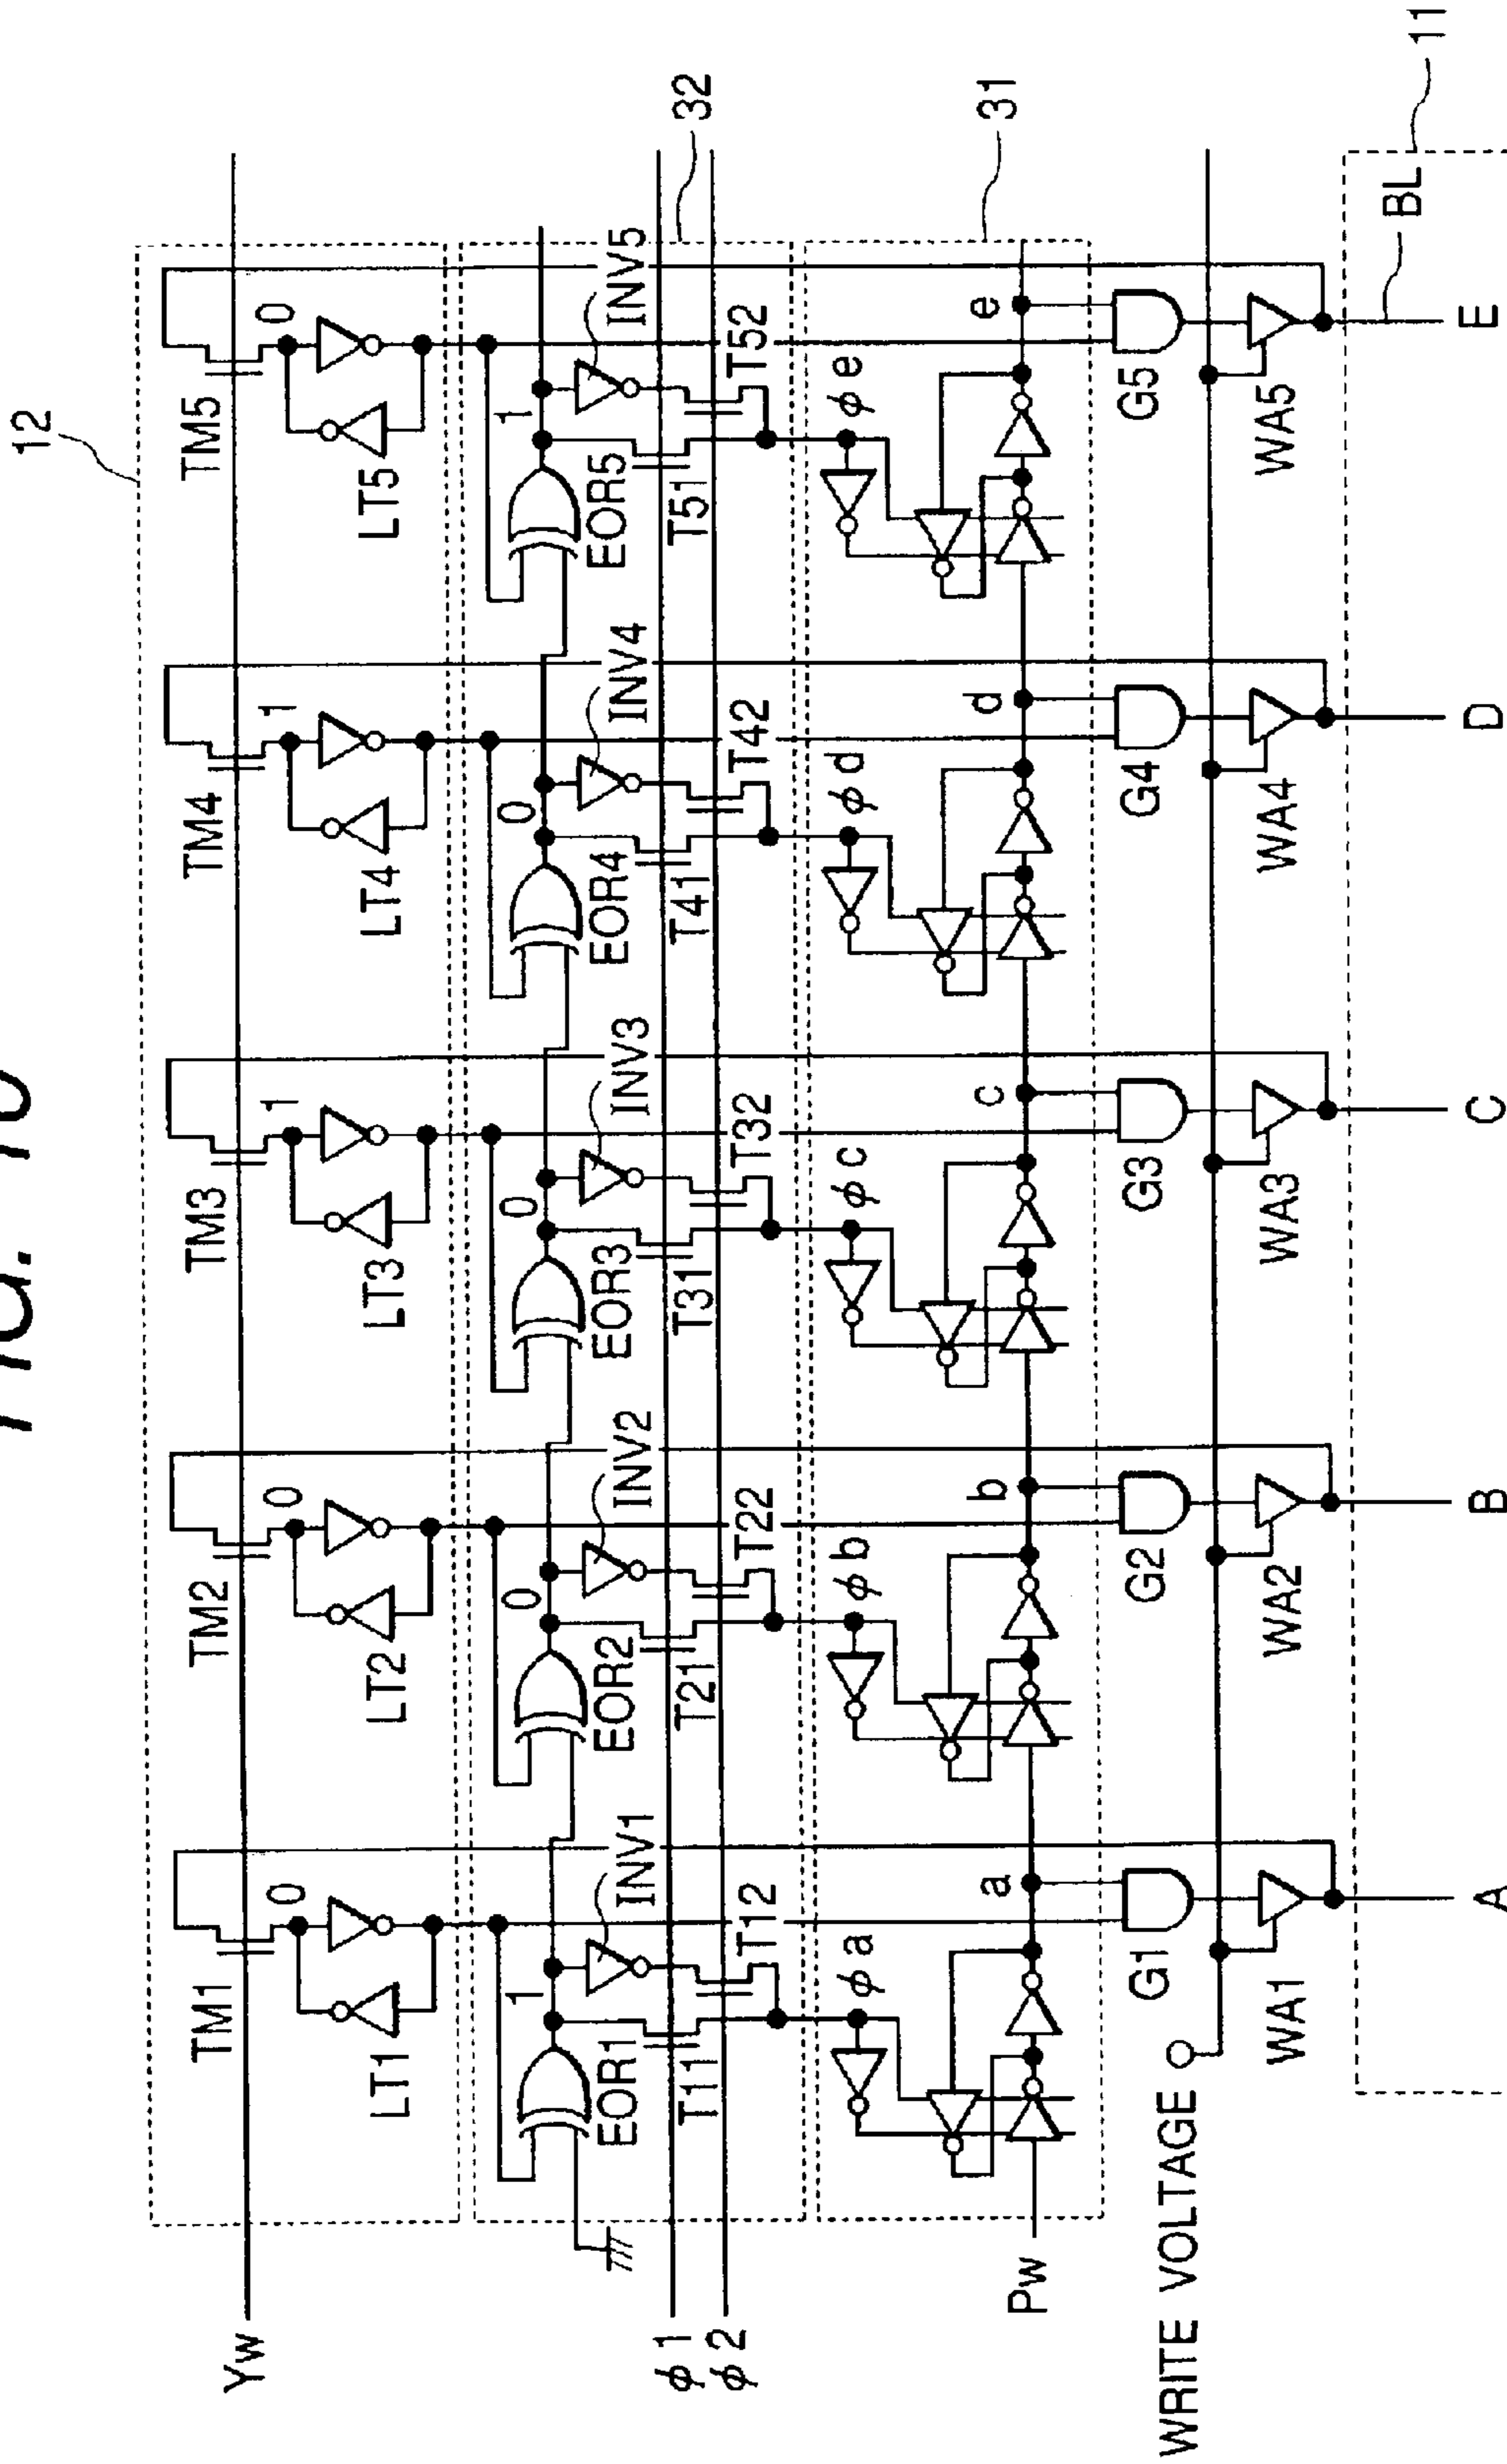 FIG. 10
12
TM1
TM2
TM3
TM4
TM5
Yw
0
0
1
1
0
LT1
LT2
LT3
LT4
LT5
1
0
0
0
1
EOR1
EOR2
EOR3
EOR4
EOR5
INV1
INV2
INV3
INV4
INV5
32
φ1
φ2
T11
T12
T21
T22
T31
T32
T41
T42
T51
T52
φa
φb
φc
φd
φe
31
Pw
a
b
c
d
e
G1
G2
G3
G4
G5
WRITE VOLTAGE
WA1
WA2
WA3
WA4
WA5
11
BL
A
B
C
D
E